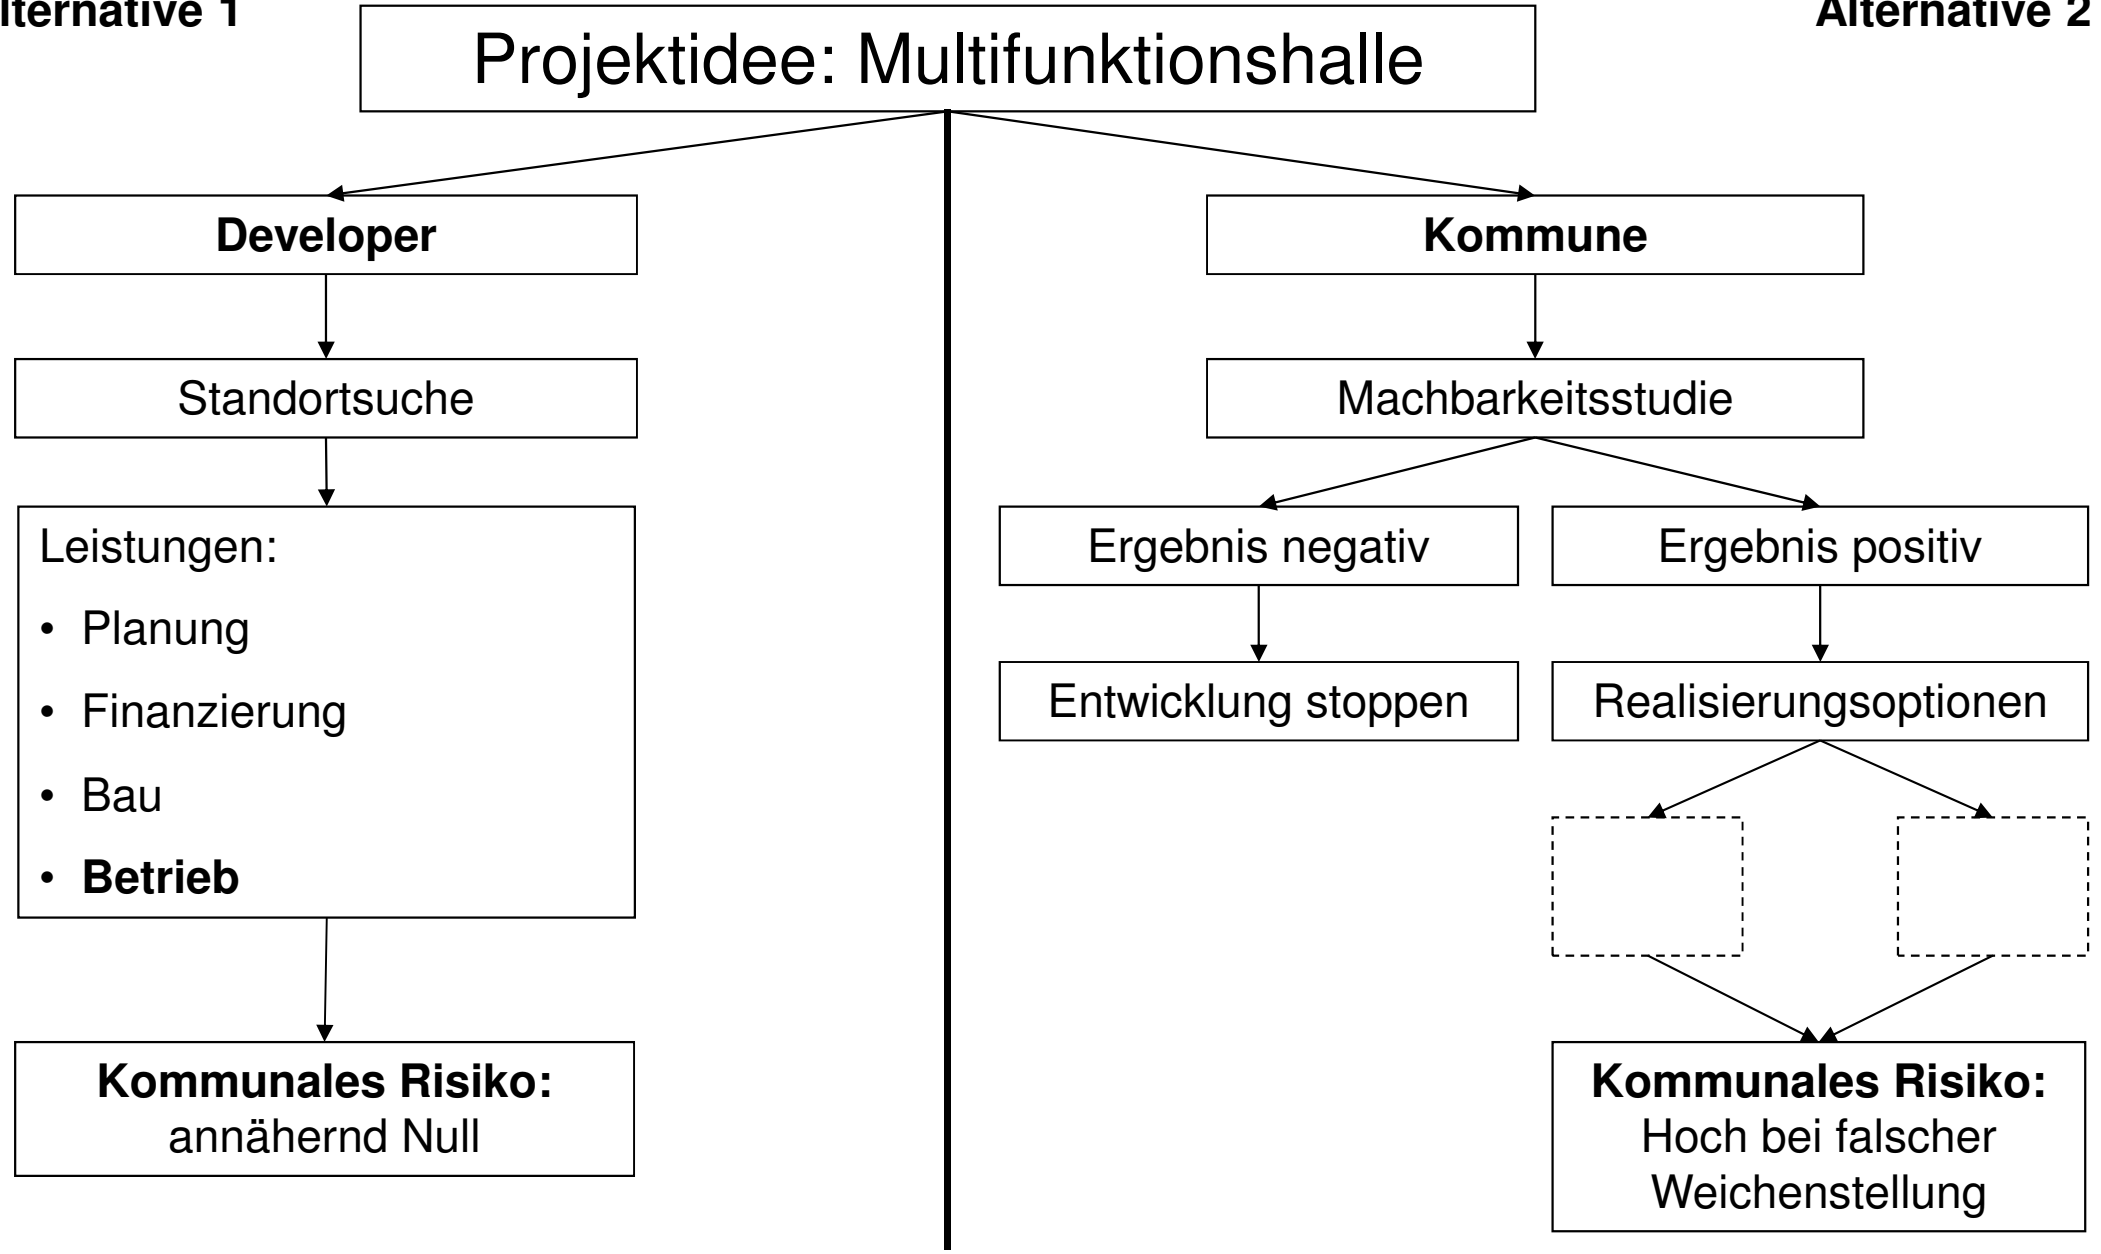 lternative 1
Alternative 2
Projektidee: Multifunktionshalle
Developer
Standortsuche
Leistungen:
• Planung
• Finanzierung
• Bau
• Betrieb
Kommunales Risiko:
annähernd Null
Kommune
Machbarkeitsstudie
Ergebnis negativ
Ergebnis positiv
Entwicklung stoppen
Realisierungsoptionen
Kommunales Risiko:
Hoch bei falscher
Weichenstellung